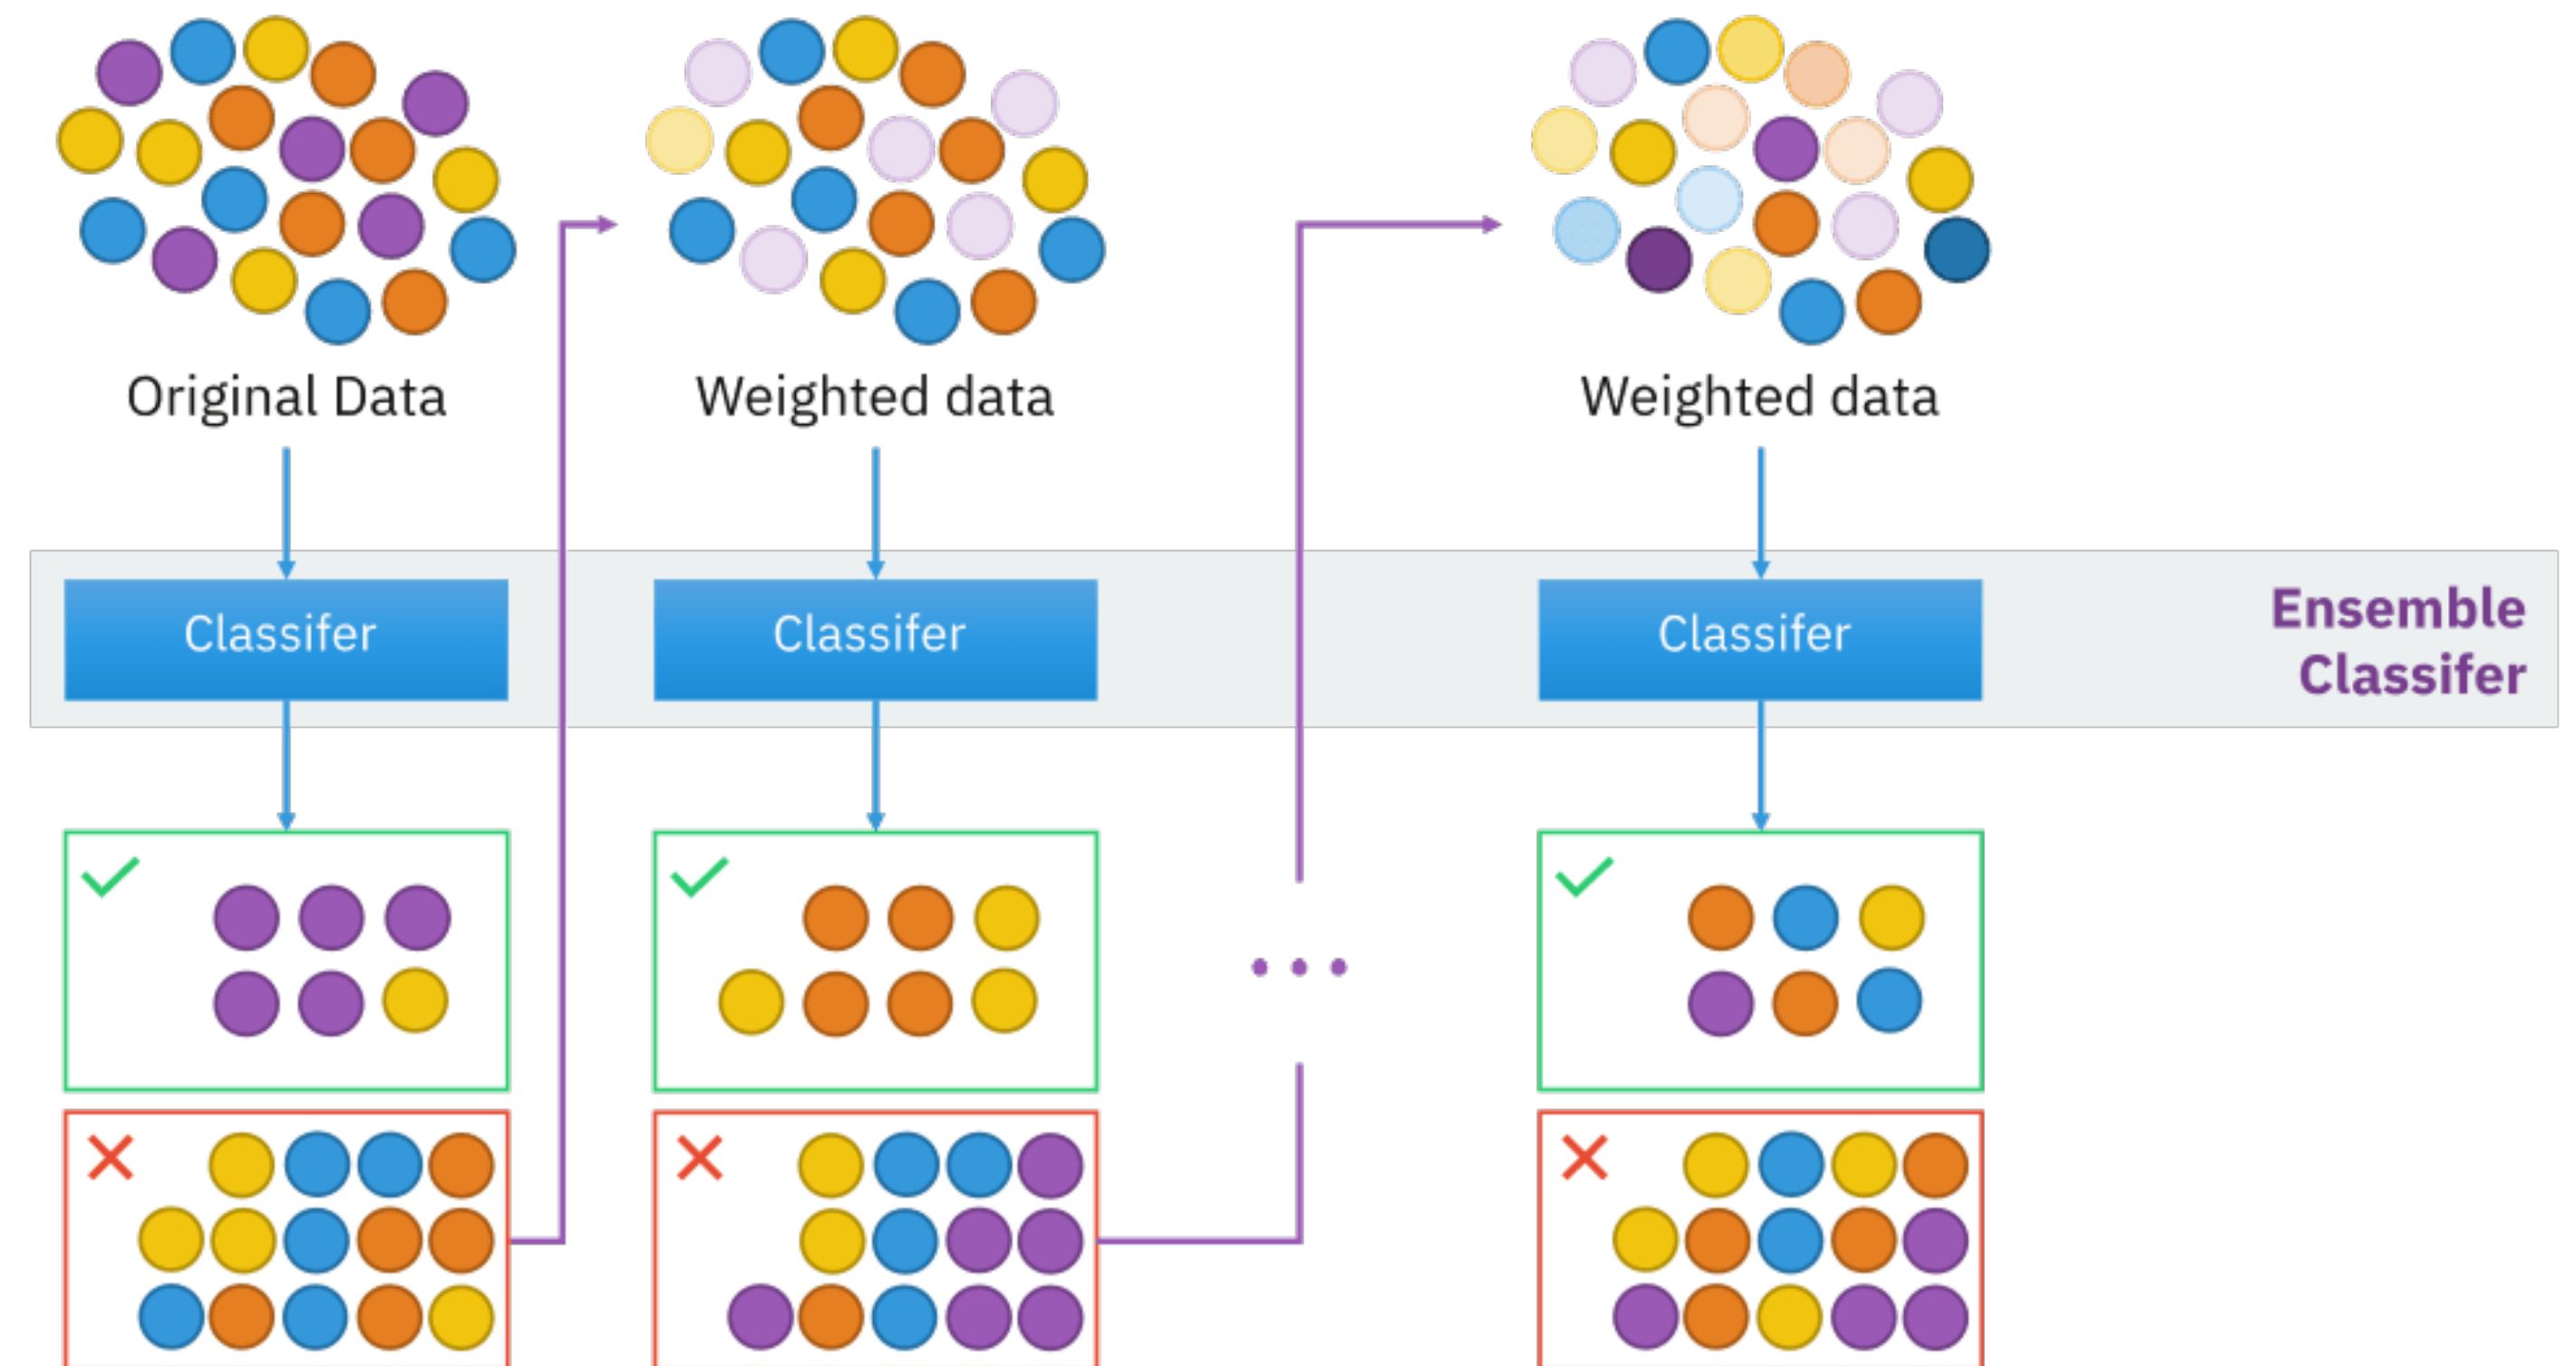 Original Data
Weighted data
Weighted data
Classifer
Classifer
Classifer
Ensemble
Classifer